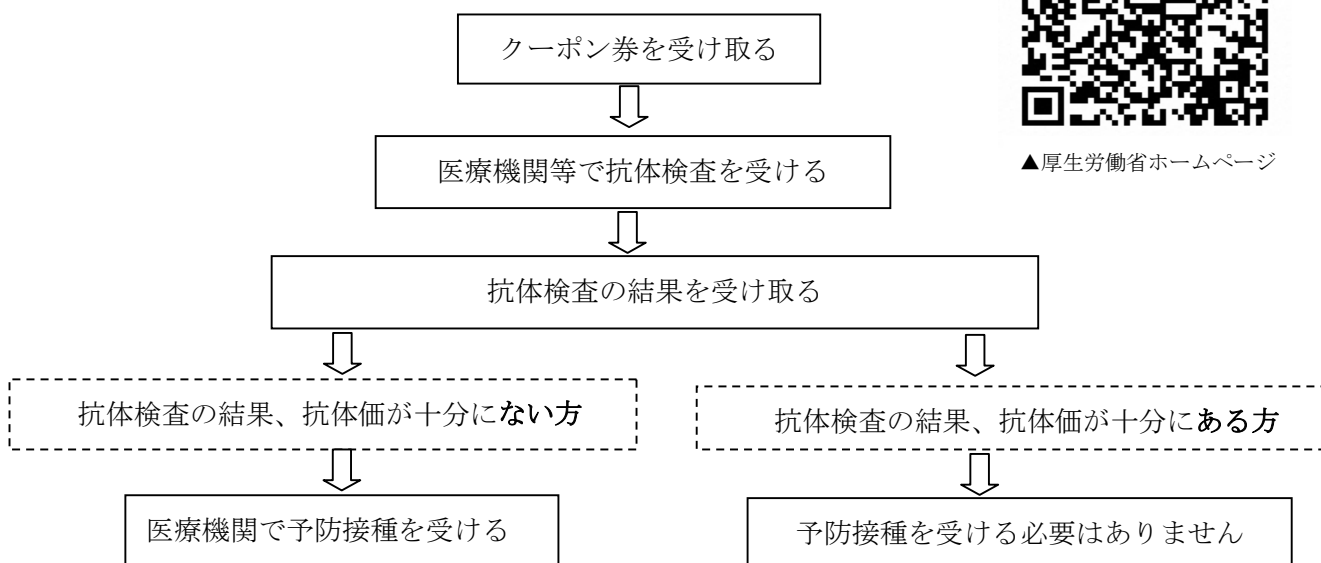 クーポン券を受け取る
医療機関等で抗体検査を受ける
▲厚生労働省ホームページ
抗体検査の結果を受け取る
抗体検査の結果、抗体価が十分にない方
抗体検査の結果、抗体価が十分にある方
医療機関で予防接種を受ける
予防接種を受ける必要はありません